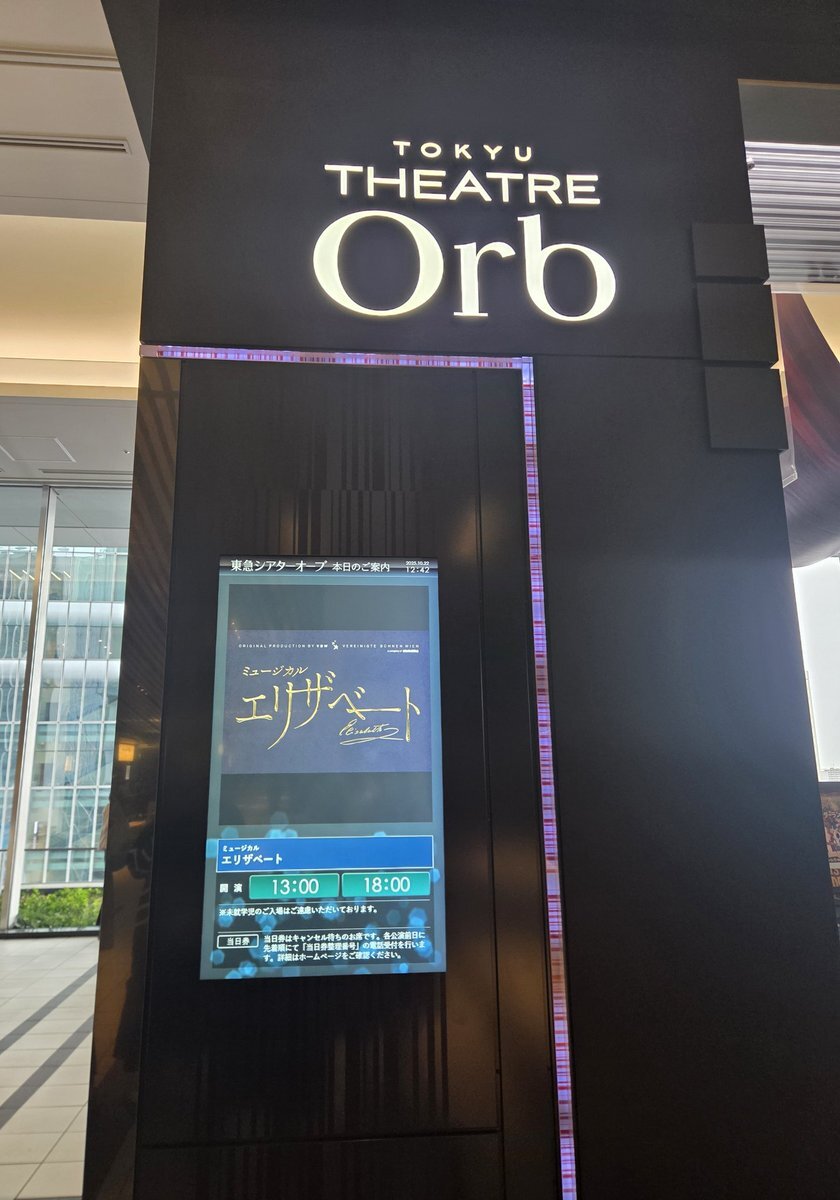 TOKYU
THEATRE
Orb
東急シアターオーブ 本日のご案内
2025.10.22
12:42
ORIGINAL PRODUCTION BY VBW VEREINIGTE BÜHNEN WIEN
ミュージカル
エリザベート
Elisabeth
ミュージカル
エリザベート
開演 13:00 18:00
※未就学児のご入場はご遠慮いただいております。
当日券 当日券はキャンセル待ちのお席です。各公演前日に
先着順にて「当日券整理番号」の電話受付を行いま
す。詳細はホームページをご確認ください。